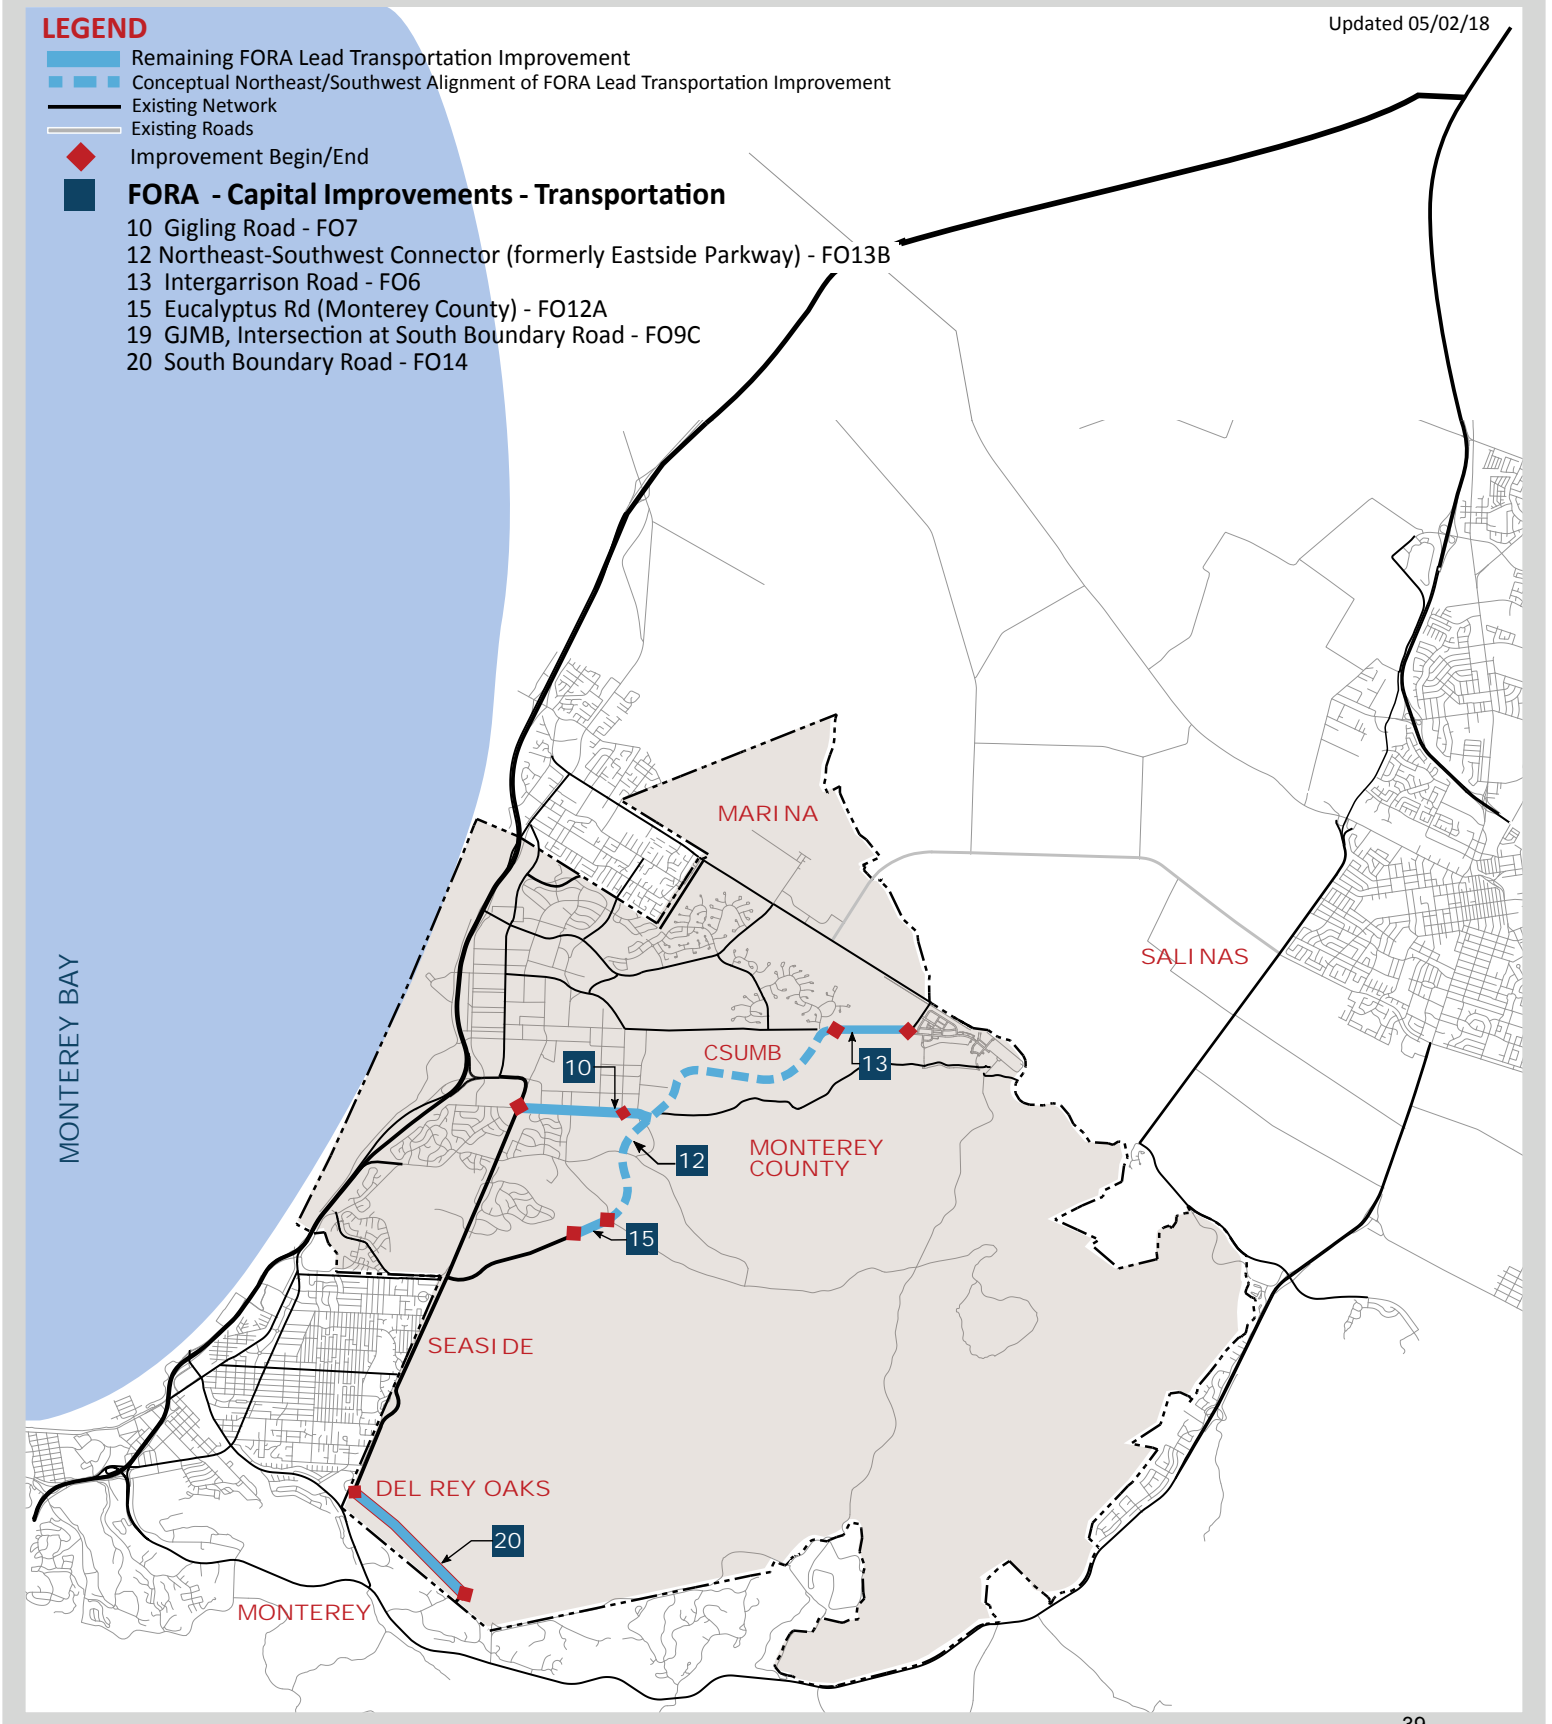 LEGEND
Updated 05/02/18
Remaining FORA Lead Transportation Improvement
Conceptual Northeast/Southwest Alignment of FORA Lead Transportation Improvement
Existing Network
Existing Roads
Improvement Begin/End
FORA - Capital Improvements - Transportation
10 Gigling Road - FO7
12 Northeast-Southwest Connector (formerly Eastside Parkway) - FO13B
13 Intergarrison Road - FO6
15 Eucalyptus Rd (Monterey County) - FO12A
19 GJMB, Intersection at South Boundary Road - FO9C
20 South Boundary Road - FO14
MARINA
SALINAS
MONTEREY BAY
CSUMB
10
13
12
MONTEREY
COUNTY
15
SEASIDE
DEL REY OAKS
20
MONTEREY
39